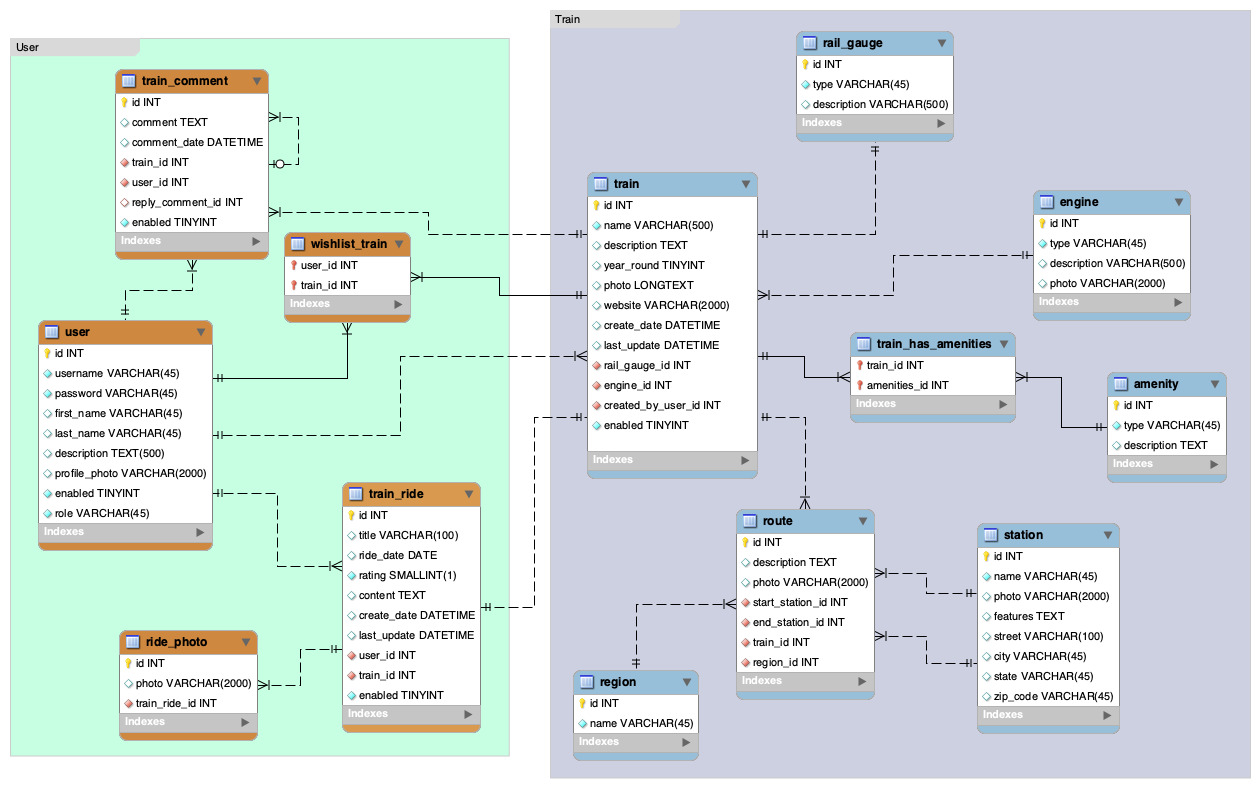 User
train_comment
id INT
comment TEXT
comment_date DATETIME
train_id INT
user_id INT
reply_comment_id INT
enabled TINYINT
Indexes
wishlist_train
user_id INT
train_id INT
Indexes
user
id INT
username VARCHAR(45)
password VARCHAR(45)
first_name VARCHAR(45)
last_name VARCHAR(45)
description TEXT(500)
profile_photo VARCHAR(2000)
enabled TINYINT
role VARCHAR(45)
Indexes
train_ride
id INT
title VARCHAR(100)
ride_date DATE
rating SMALLINT(1)
content TEXT
create_date DATETIME
last_update DATETIME
user_id INT
train_id INT
enabled TINYINT
Indexes
ride_photo
id INT
photo VARCHAR(2000)
train_ride_id INT
Indexes
Train
rail_gauge
id INT
type VARCHAR(45)
description VARCHAR(500)
Indexes
train
id INT
name VARCHAR(500)
description TEXT
year_round TINYINT
photo LONGTEXT
website VARCHAR(2000)
create_date DATETIME
last_update DATETIME
rail_gauge_id INT
engine_id INT
created_by_user_id INT
enabled TINYINT
Indexes
engine
id INT
type VARCHAR(45)
description VARCHAR(500)
photo VARCHAR(2000)
Indexes
train_has_amenities
train_id INT
amenities_id INT
Indexes
amenity
id INT
type VARCHAR(45)
description TEXT
Indexes
route
id INT
description TEXT
photo VARCHAR(2000)
start_station_id INT
end_station_id INT
train_id INT
region_id INT
Indexes
station
id INT
name VARCHAR(45)
photo VARCHAR(2000)
features TEXT
street VARCHAR(100)
city VARCHAR(45)
state VARCHAR(45)
zip_code VARCHAR(45)
Indexes
region
id INT
name VARCHAR(45)
Indexes